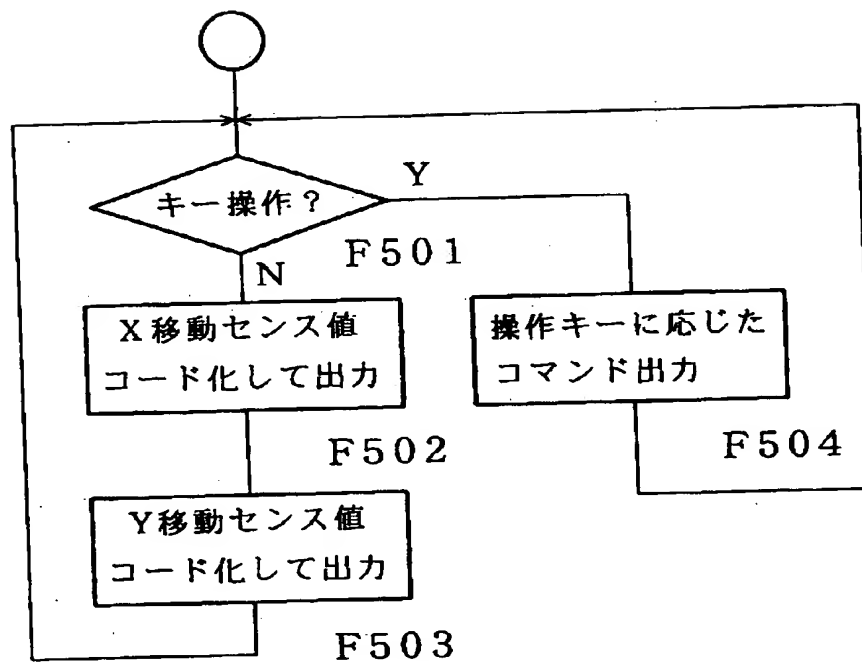 キー操作？
Y
F501
N
X移動センス値
コード化して出力
F502
Y移動センス値
コード化して出力
F503
操作キーに応じた
コマンド出力
F504